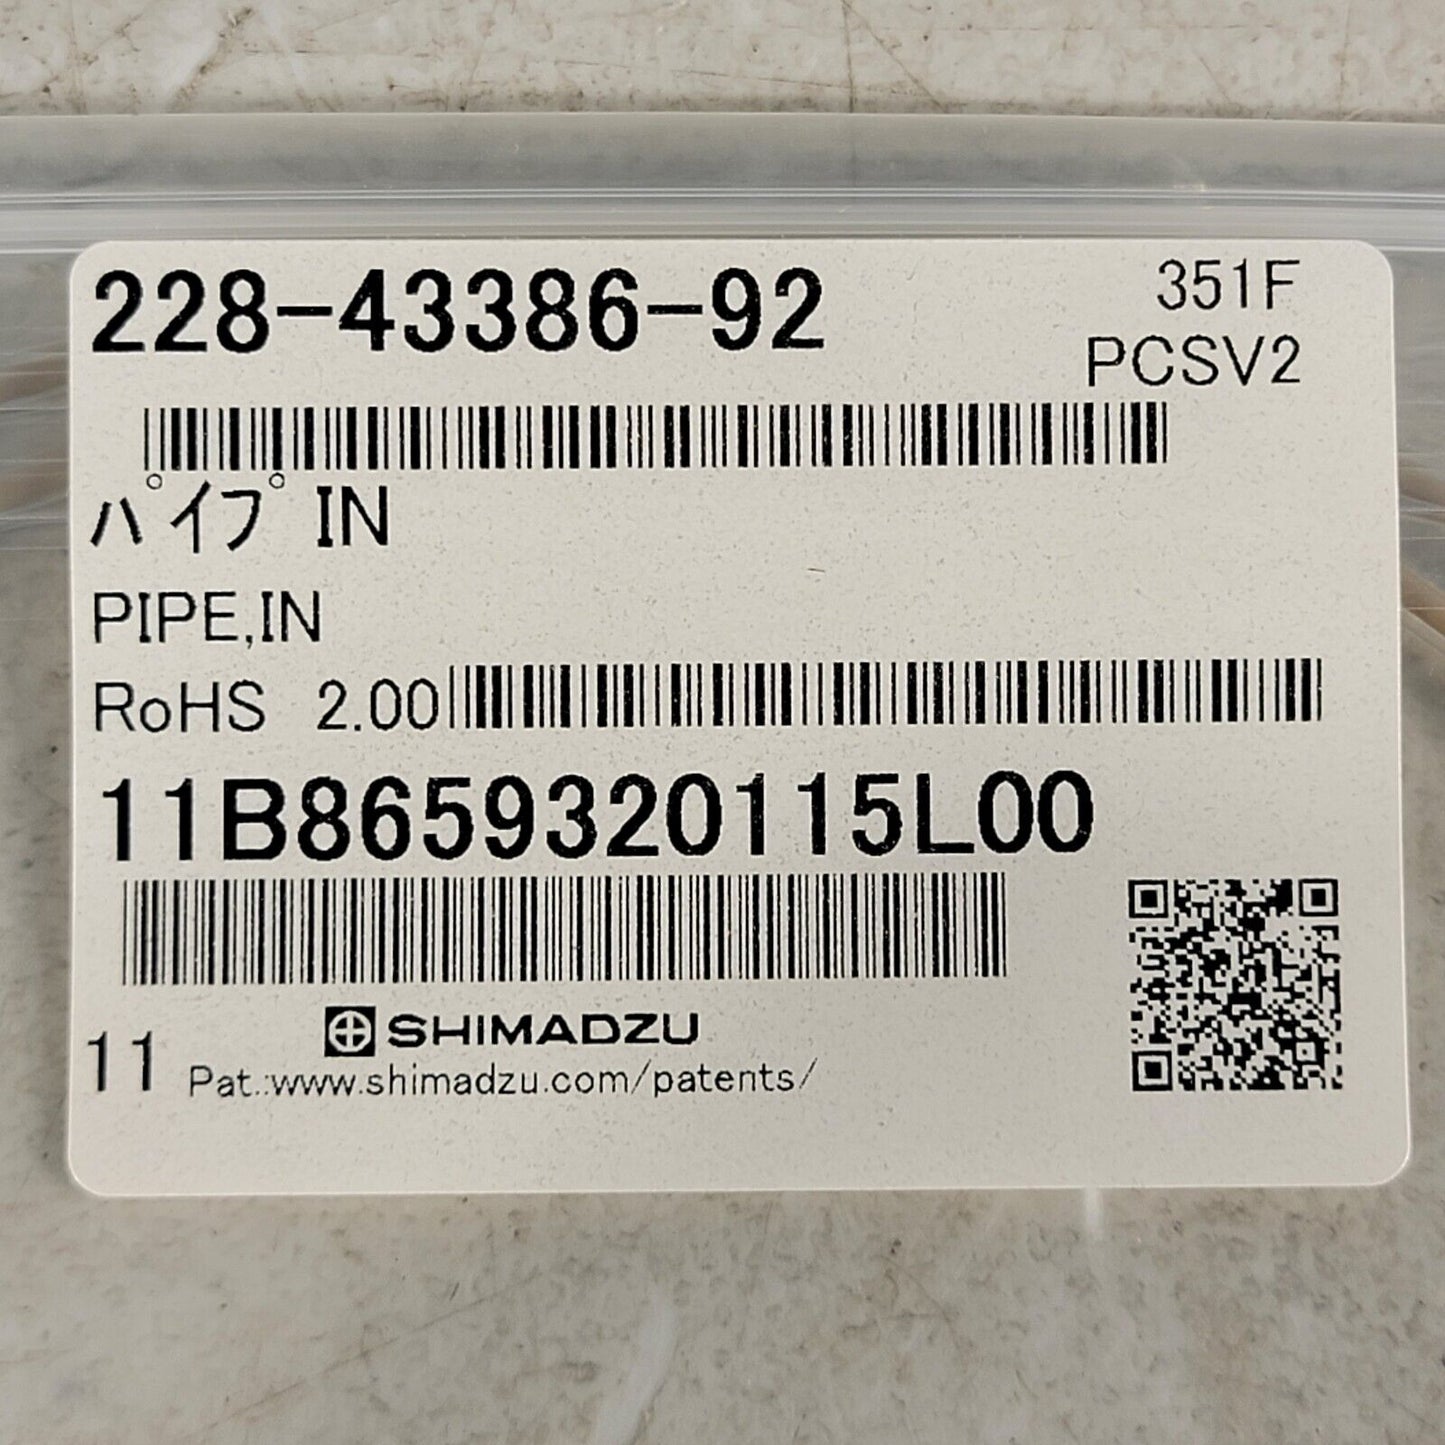 228-43386-92
351F
PCSV2
ﾊﾟｲﾌﾟ IN
PIPE,IN
RoHS 2.00
11B8659320115L00
SHIMADZU
11
Pat.:www.shimadzu.com/patents/